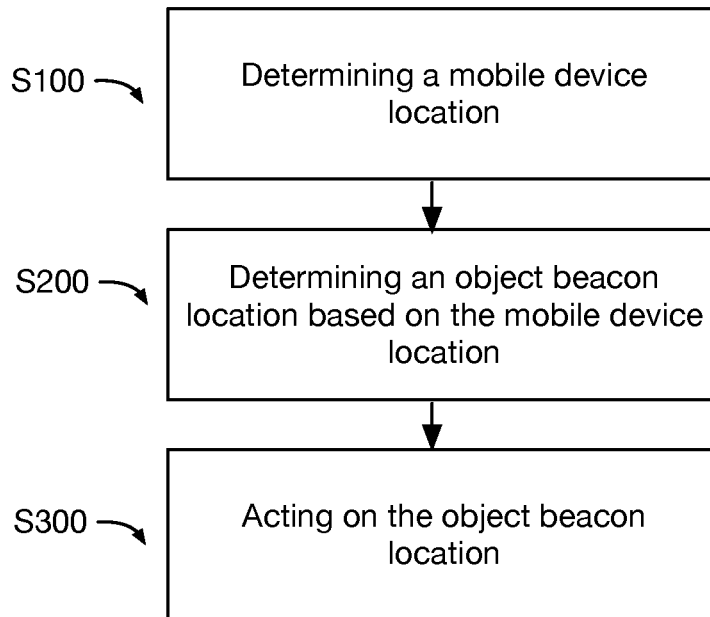 S100
Determining a mobile device
location
S200
Determining an object beacon
location based on the mobile device
location
S300
Acting on the object beacon
location